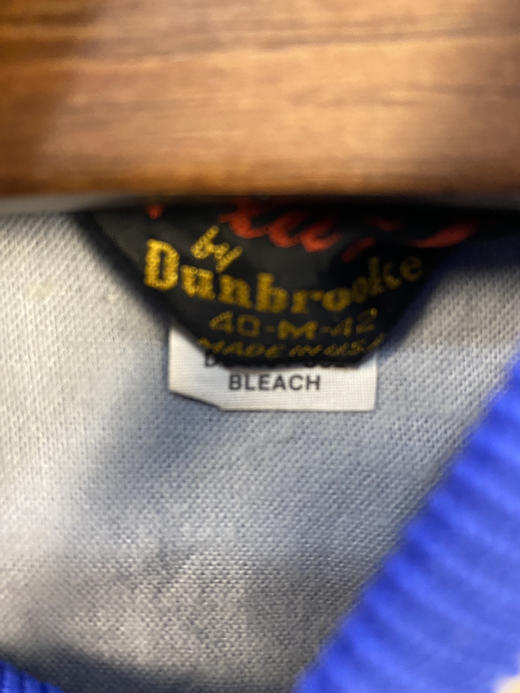 by
Dunbrooke
40-M-42
MADE IN USA
BLEACH